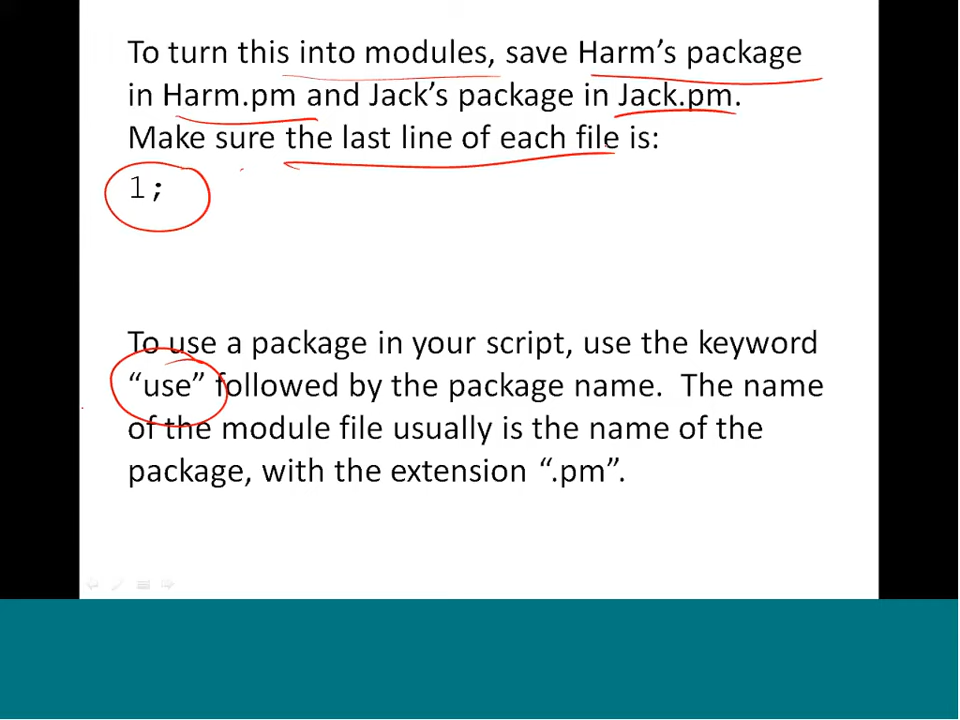 To turn this into modules, save Harm’s package
in Harm.pm and Jack’s package in Jack.pm.
Make sure the last line of each file is:
1;
To use a package in your script, use the keyword
“use” followed by the package name.  The name
of the module file usually is the name of the
package, with the extension “.pm”.